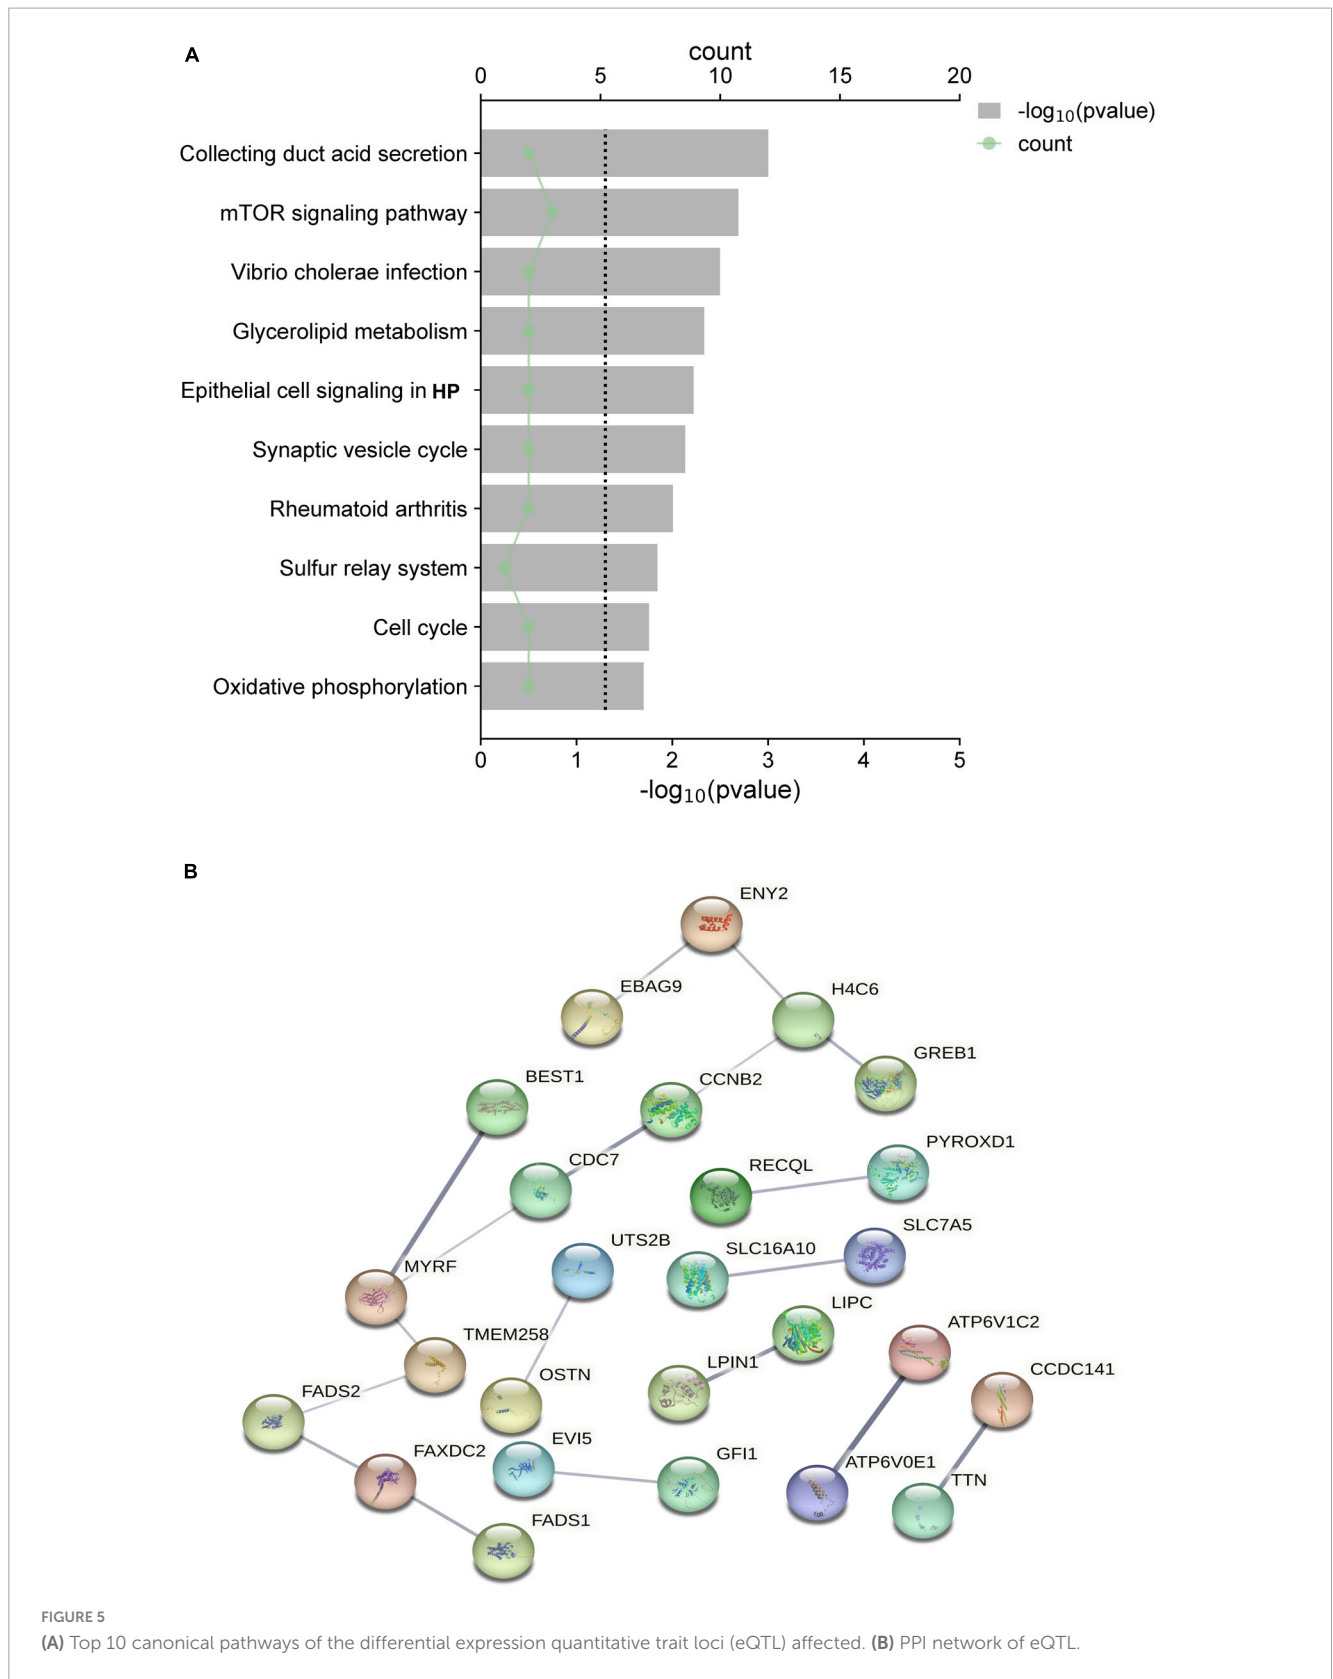 A
count
0 5 10 15 20
-log10(pvalue)
count
Collecting duct acid secretion
mTOR signaling pathway
Vibrio cholerae infection
Glycerolipid metabolism
Epithelial cell signaling in HP
Synaptic vesicle cycle
Rheumatoid arthritis
Sulfur relay system
Cell cycle
Oxidative phosphorylation
0 1 2 3 4 5
-log10(pvalue)
B
ENY2
EBAG9
H4C6
GREB1
BEST1
CCNB2
PYROXD1
CDC7
RECQL
SLC7A5
UTS2B
SLC16A10
MYRF
LIPC
ATP6V1C2
TMEM258
LPIN1
CCDC141
OSTN
FADS2
EVI5
FAXDC2
GFI1
ATP6V0E1
TTN
FADS1
FIGURE 5
(A) Top 10 canonical pathways of the differential expression quantitative trait loci (eQTL) affected. (B) PPI network of eQTL.